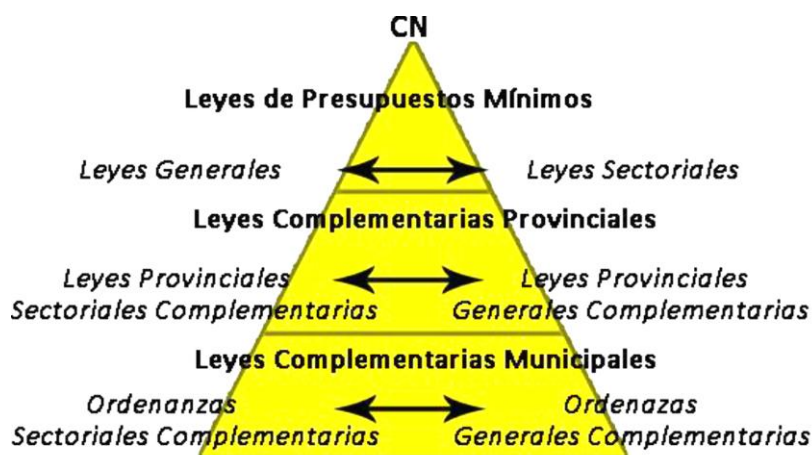 CN
Leyes de Presupuestos Mínimos
Leyes Generales
Leyes Sectoriales
Leyes Complementarias Provinciales
Leyes Provinciales
Sectoriales Complementarias
Leyes Provinciales
Generales Complementarias
Leyes Complementarias Municipales
Ordenanzas
Sectoriales Complementarias
Ordenazas
Generales Complementarias